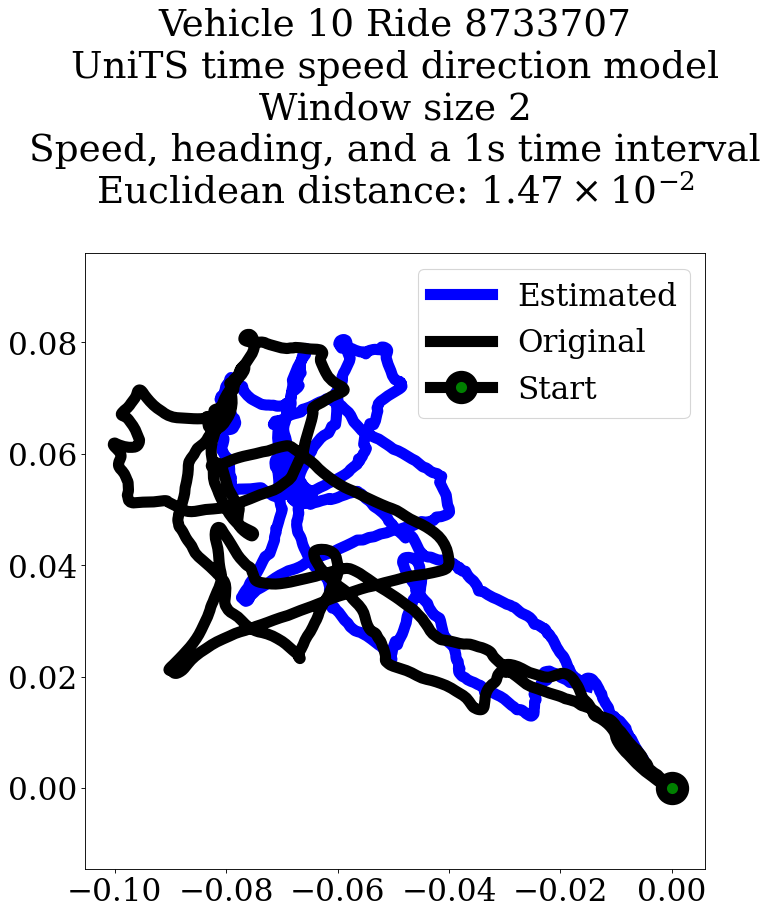 Vehicle 10 Ride 8733707
UniTS time speed direction model
Window size 2
Speed, heading, and a 1s time interval
Euclidean distance: 1.47 × 10⁻²
Estimated
Original
Start
0.08
0.06
0.04
0.02
0.00
−0.10 −0.08 −0.06 −0.04 −0.02 0.00